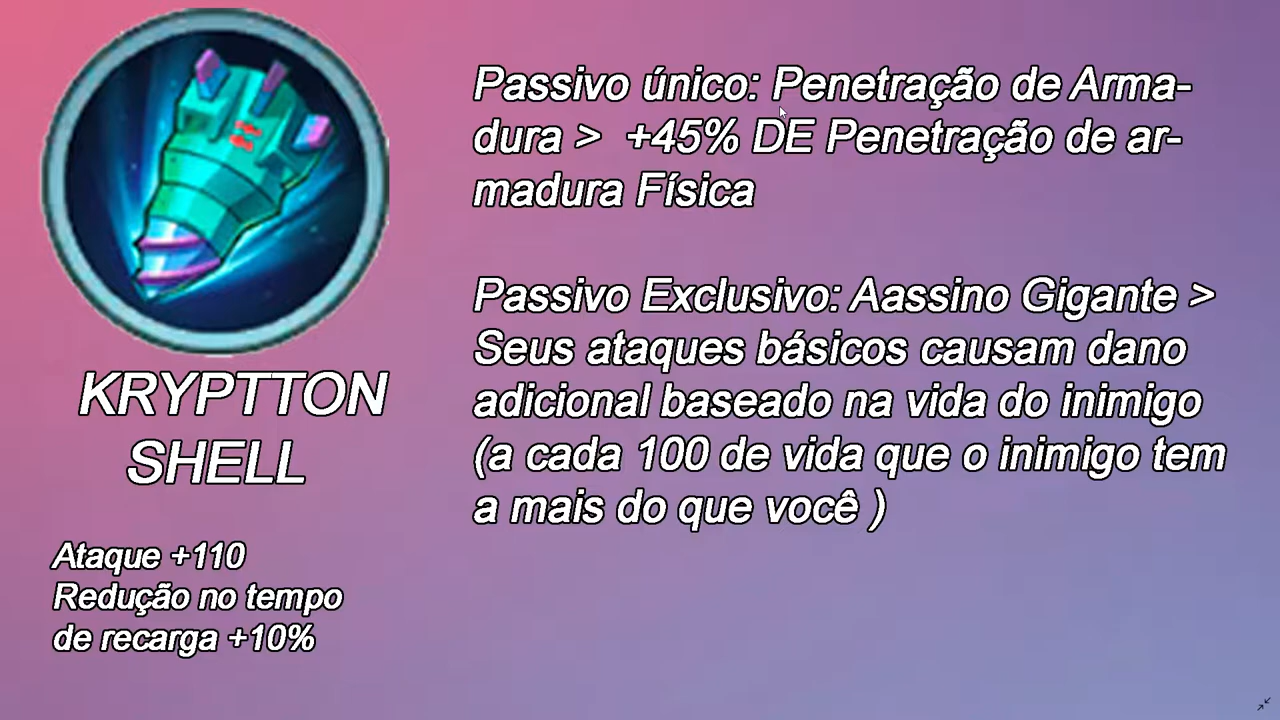 Passivo único: Penetração de Arma-
dura > +45% DE Penetração de ar-
madura Física
Passivo Exclusivo: Aassino Gigante >
Seus ataques básicos causam dano
adicional baseado na vida do inimigo
(a cada 100 de vida que o inimigo tem
a mais do que você )
KRYPTTON
SHELL
Ataque +110
Redução no tempo
de recarga +10%